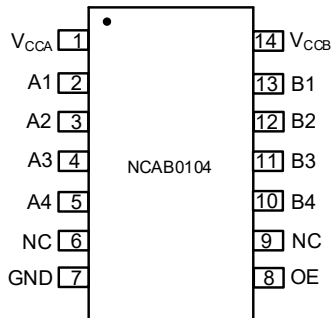 VCCA 1 14 VCCB
A1 2 13 B1
A2 3 12 B2
A3 4 NCAB0104 11 B3
A4 5 10 B4
NC 6 9 NC
GND 7 8 OE